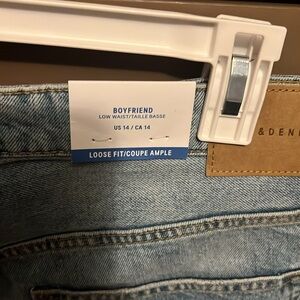 BOYFRIEND
LOW WAIST/TAILLE BASSE
US 14 / CA 14
LOOSE FIT/COUPE AMPLE
& DEN